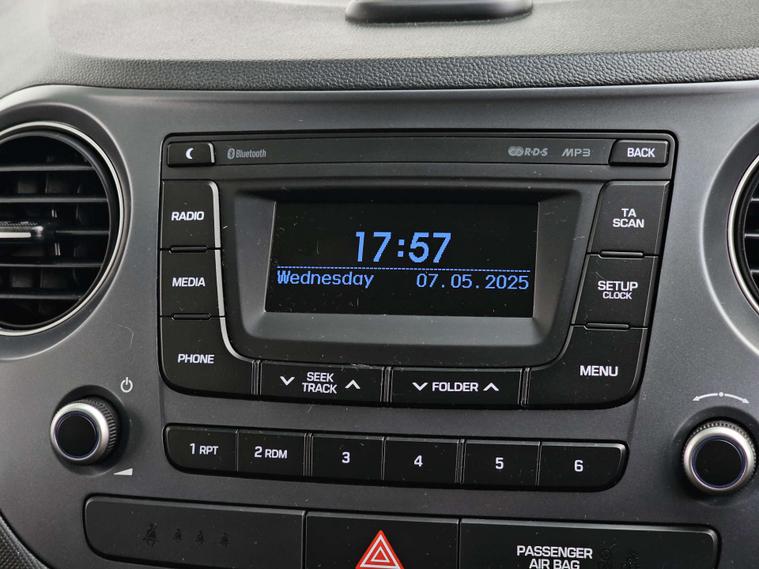 Bluetooth R·D·S MP3 BACK
RADIO
TA
SCAN
17:57
Wednesday 07.05.2025
MEDIA
SETUP
CLOCK
PHONE
MENU
SEEK
TRACK
FOLDER
1 RPT 2 RDM 3 4 5 6
PASSENGER
AIR BAG